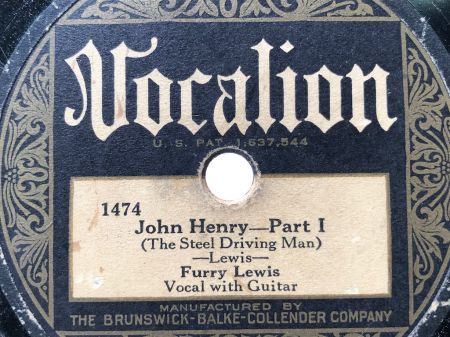 Vocalion
U. S. PAT. 1,637,544
1474
John Henry—Part I
(The Steel Driving Man)
—Lewis—
Furry Lewis
Vocal with Guitar
MANUFACTURED BY
THE BRUNSWICK-BALKE-COLLENDER COMPANY